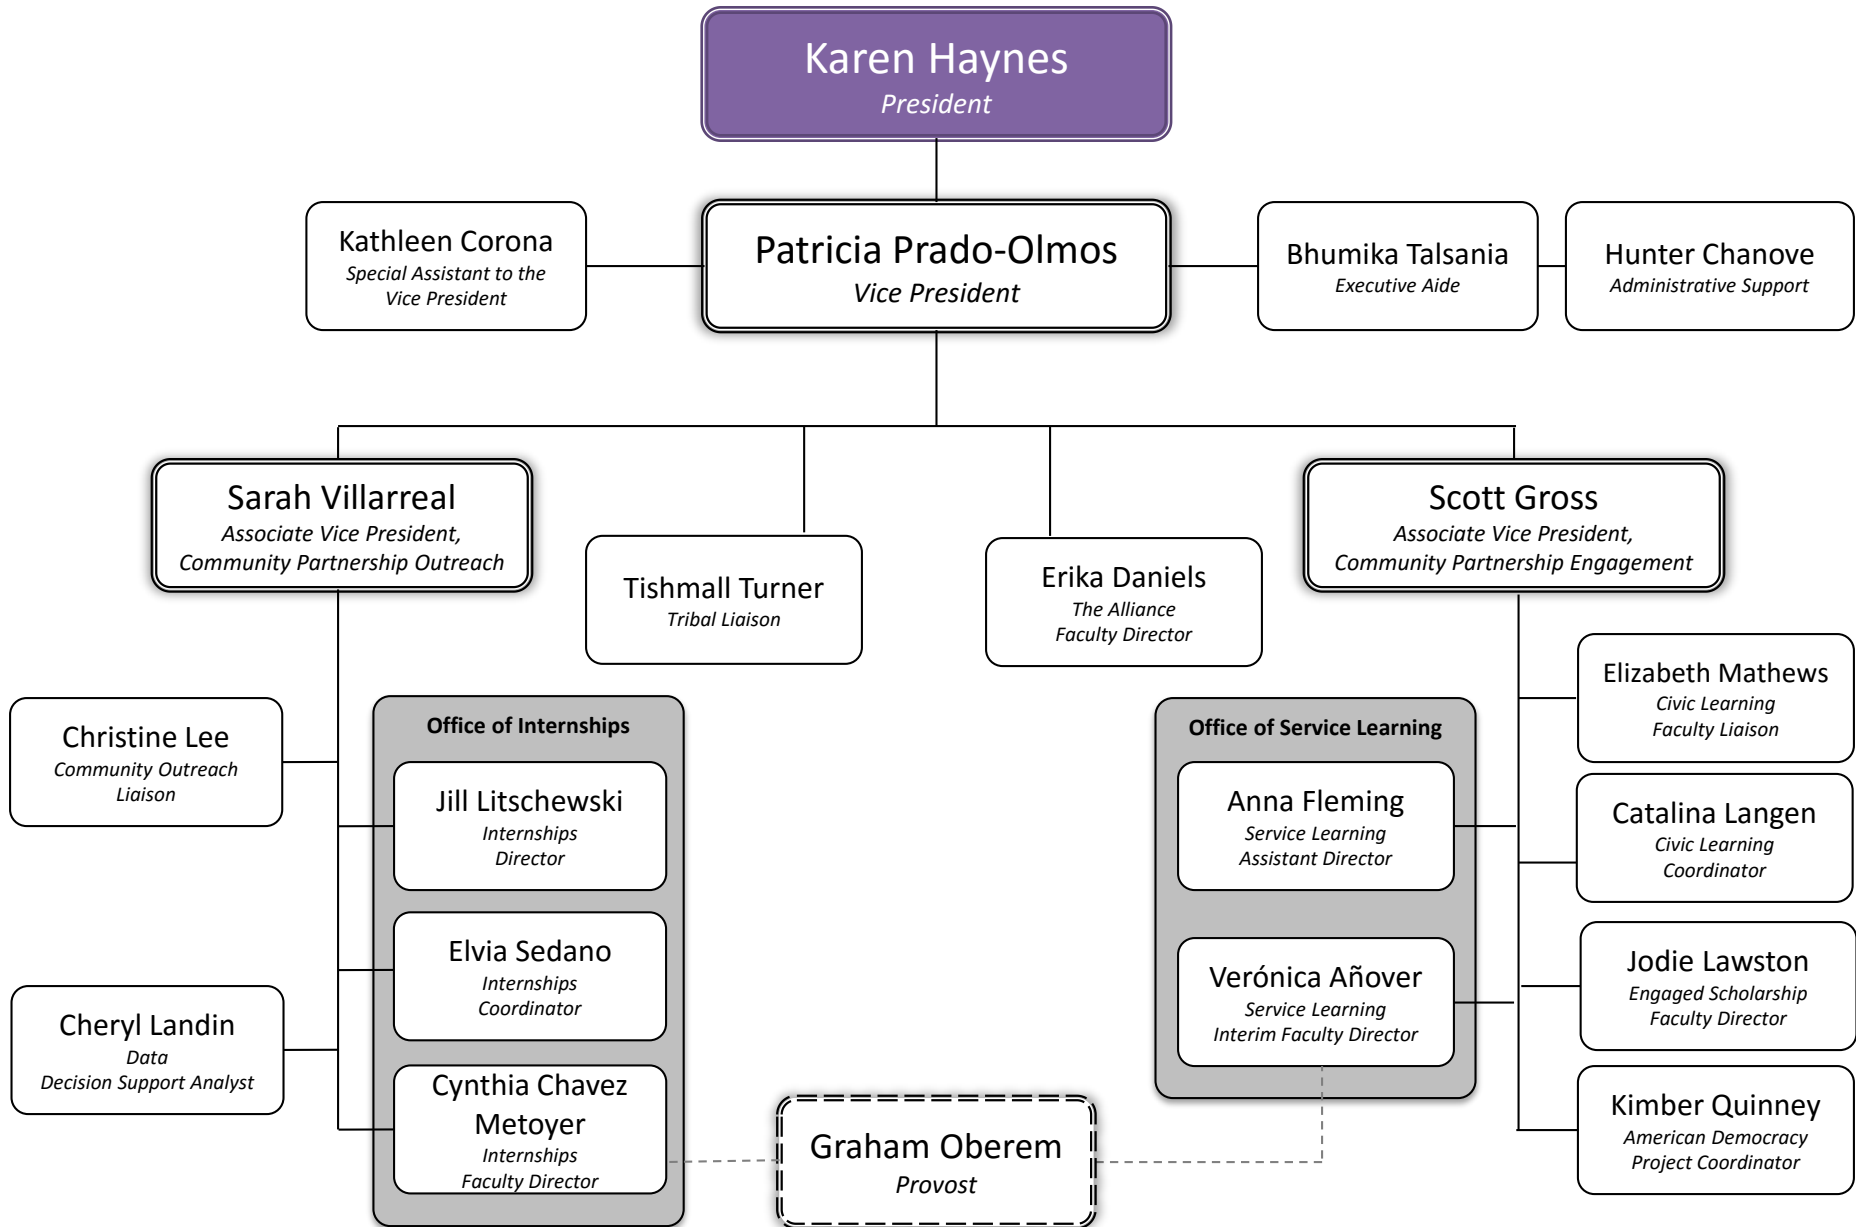 Karen Haynes
President
Kathleen Corona
Special Assistant to the
Vice President
Patricia Prado-Olmos
Vice President
Bhumika Talsania
Executive Aide
Hunter Chanove
Administrative Support
Sarah Villarreal
Associate Vice President,
Community Partnership Outreach
Tishmall Turner
Tribal Liaison
Erika Daniels
The Alliance
Faculty Director
Scott Gross
Associate Vice President,
Community Partnership Engagement
Christine Lee
Community Outreach
Liaison
Cheryl Landin
Data
Decision Support Analyst
Office of Internships
Jill Litschewski
Internships
Director
Elvia Sedano
Internships
Coordinator
Cynthia Chavez
Metoyer
Internships
Faculty Director
Graham Oberem
Provost
Office of Service Learning
Anna Fleming
Service Learning
Assistant Director
Verónica Añover
Service Learning
Interim Faculty Director
Elizabeth Mathews
Civic Learning
Faculty Liaison
Catalina Langen
Civic Learning
Coordinator
Jodie Lawston
Engaged Scholarship
Faculty Director
Kimber Quinney
American Democracy
Project Coordinator